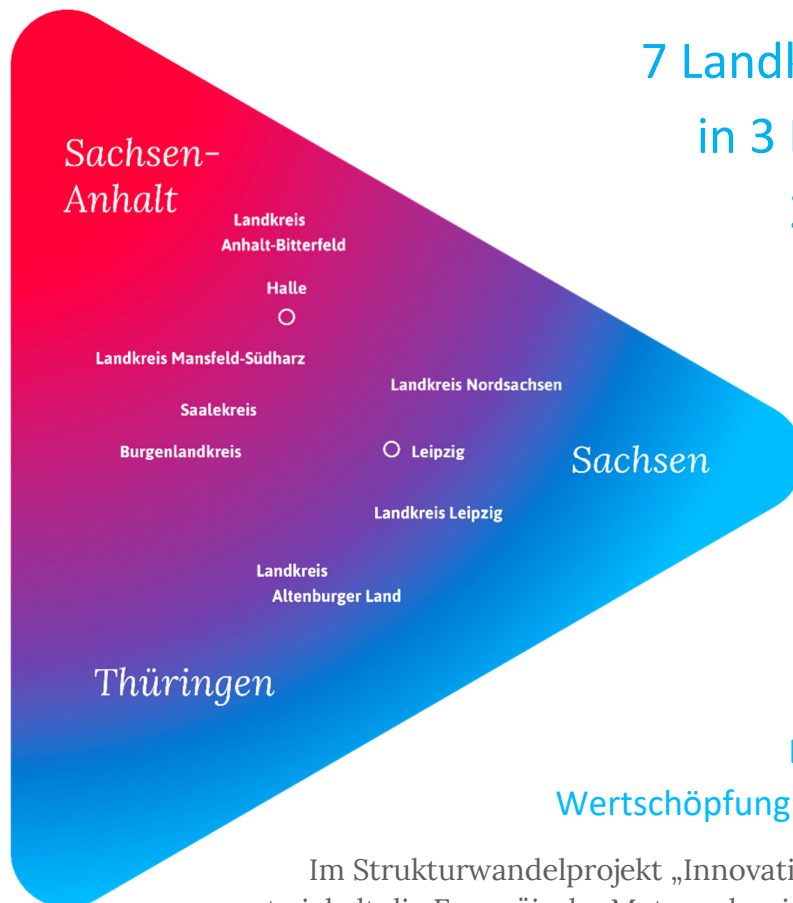 7 Landk
in 3
Sachsen-
Anhalt
Landkreis
Anhalt-Bitterfeld
Halle
Landkreis Mansfeld-Südharz
Landkreis Nordsachsen
Saalekreis
Burgenlandkreis
Leipzig
Sachsen
Landkreis Leipzig
Landkreis
Altenburger Land
Thüringen
Wertschöpfung
Im Strukturwandelprojekt „Innovati